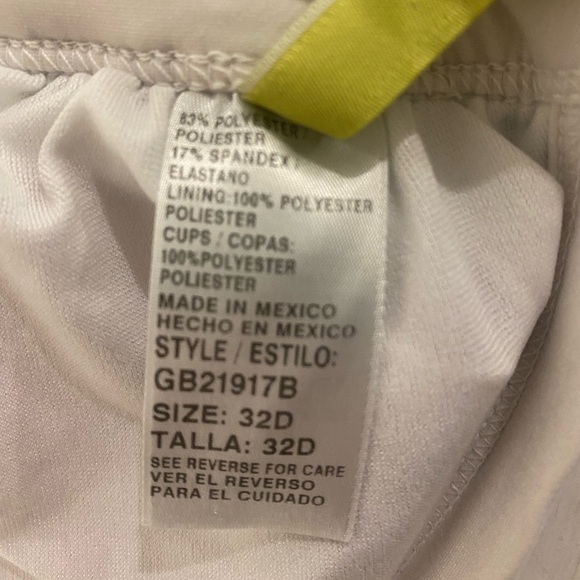 83% POLYESTER /
POLIESTER
17% SPANDEX /
ELASTANO
LINING:100% POLYESTER
POLIESTER
CUPS / COPAS:
100%POLYESTER
POLIESTER
MADE IN MEXICO
HECHO EN MEXICO
STYLE / ESTILO:
GB21917B
SIZE: 32D
TALLA: 32D
SEE REVERSE FOR CARE
VER EL REVERSO
PARA EL CUIDADO